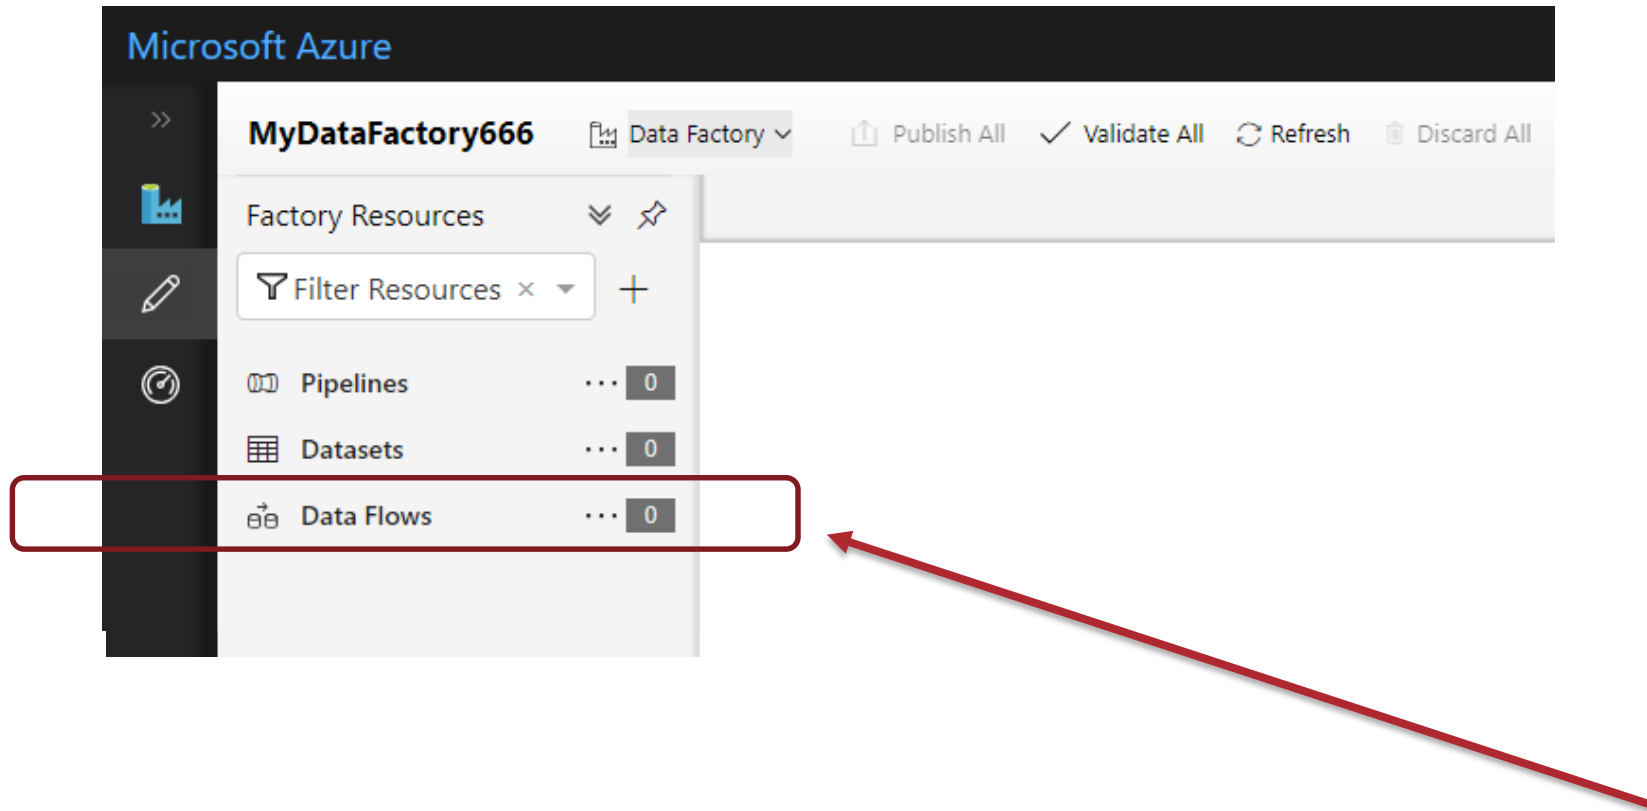 Microsoft Azure
MyDataFactory666 Data Factory Publish All Validate All Refresh Discard All
Factory Resources
Filter Resources
Pipelines ... 0
Datasets ... 0
Data Flows ... 0